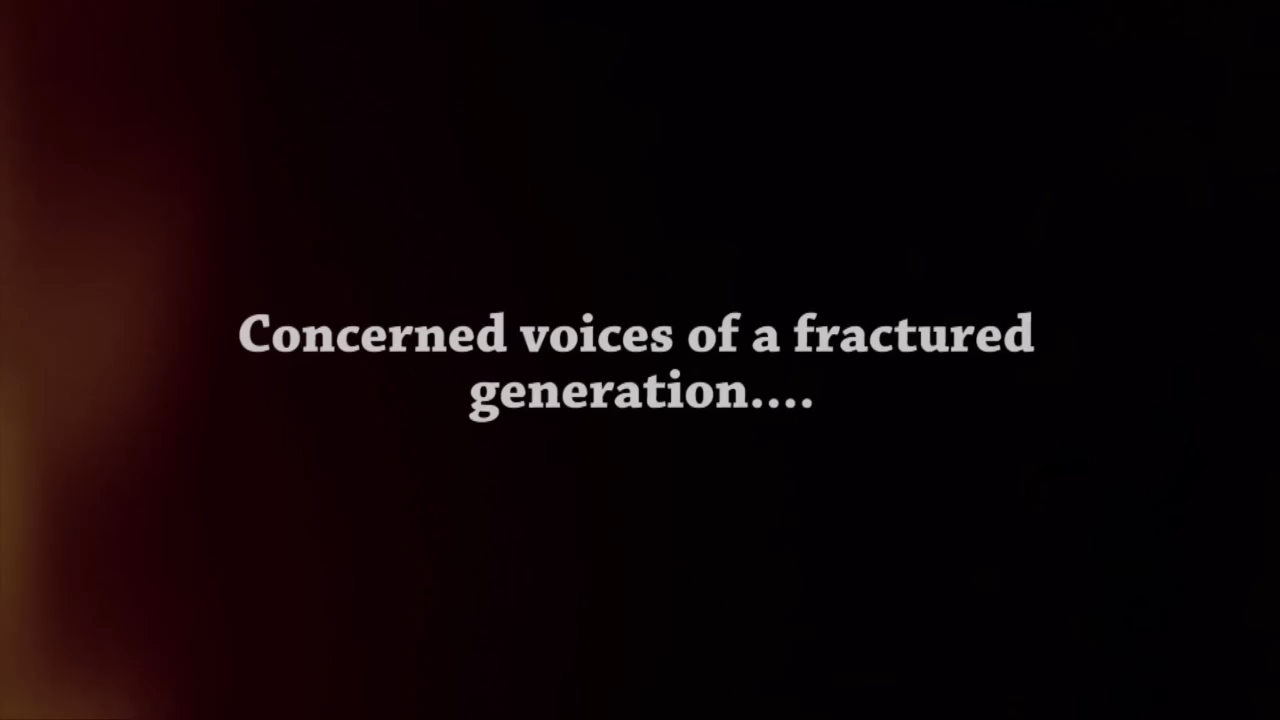 Concerned voices of a fractured
generation....